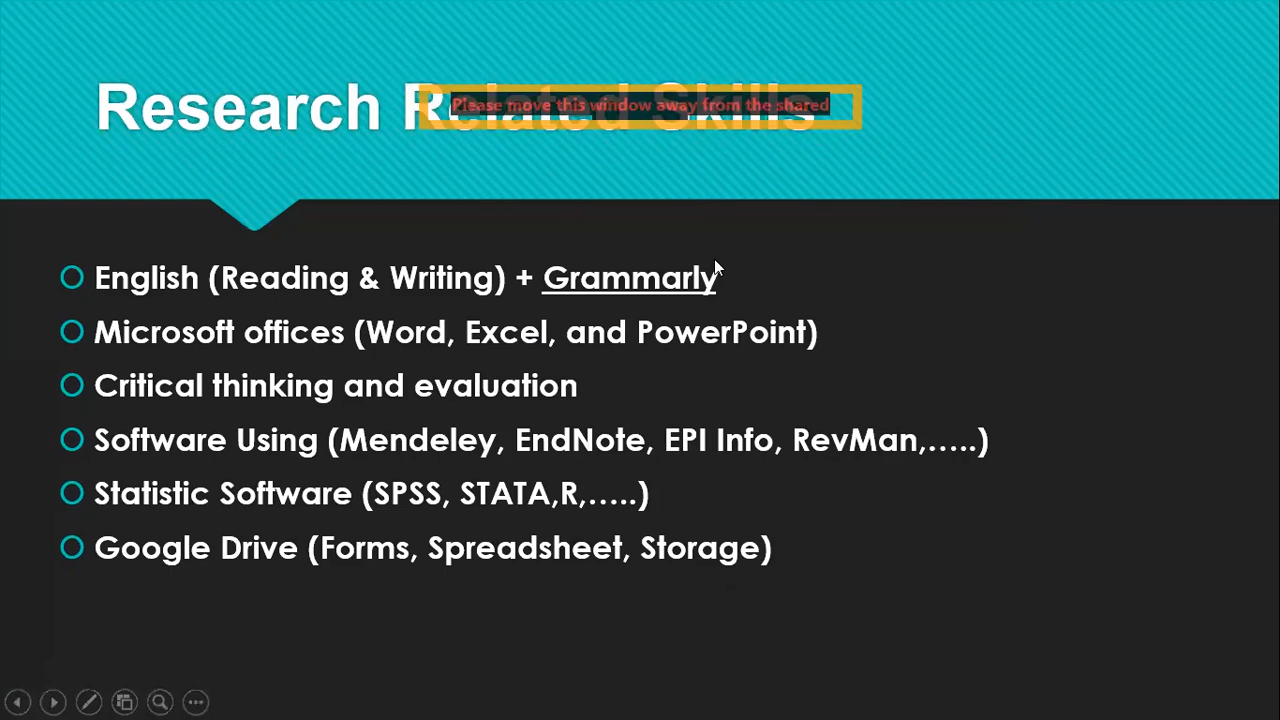 Research Related Skills
Please move this window away from the shared
English (Reading & Writing) + Grammarly
Microsoft offices (Word, Excel, and PowerPoint)
Critical thinking and evaluation
Software Using (Mendeley, EndNote, EPI Info, RevMan,…..)
Statistic Software (SPSS, STATA,R,…..)
Google Drive (Forms, Spreadsheet, Storage)